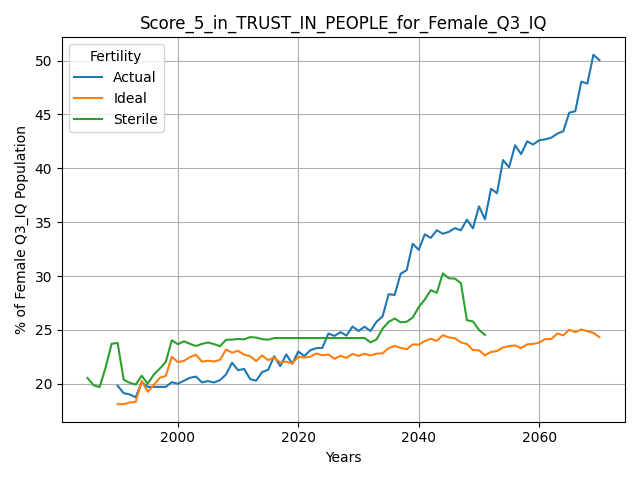 Score_5_in_TRUST_IN_PEOPLE_for_Female_Q3_IQ
Fertility
Actual
Ideal
Sterile
% of Female Q3_IQ Population
50
45
40
35
30
25
20
2000
2020
2040
2060
Years